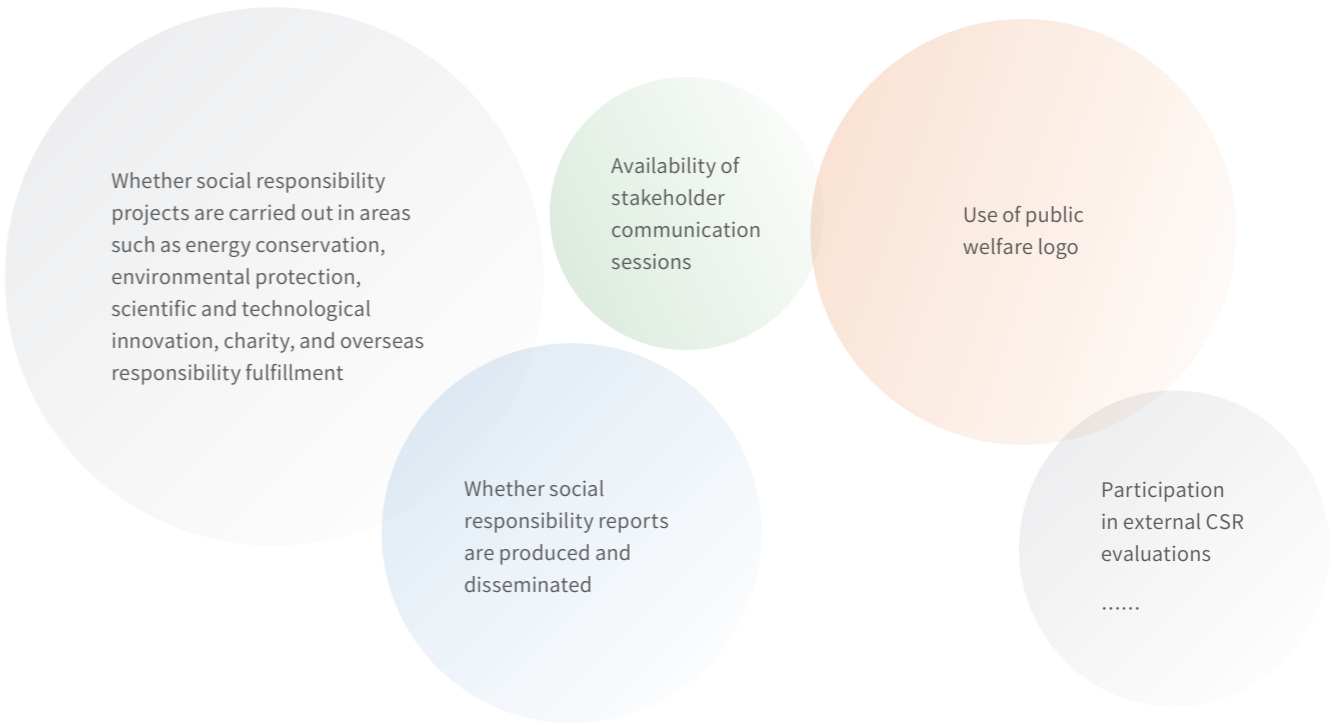 Whether social responsibility
projects are carried out in areas
such as energy conservation,
environmental protection,
scientific and technological
innovation, charity, and overseas
responsibility fulfillment
Availability of
stakeholder
communication
sessions
Use of public
welfare logo
Whether social
responsibility reports
are produced and
disseminated
Participation
in external CSR
evaluations
......